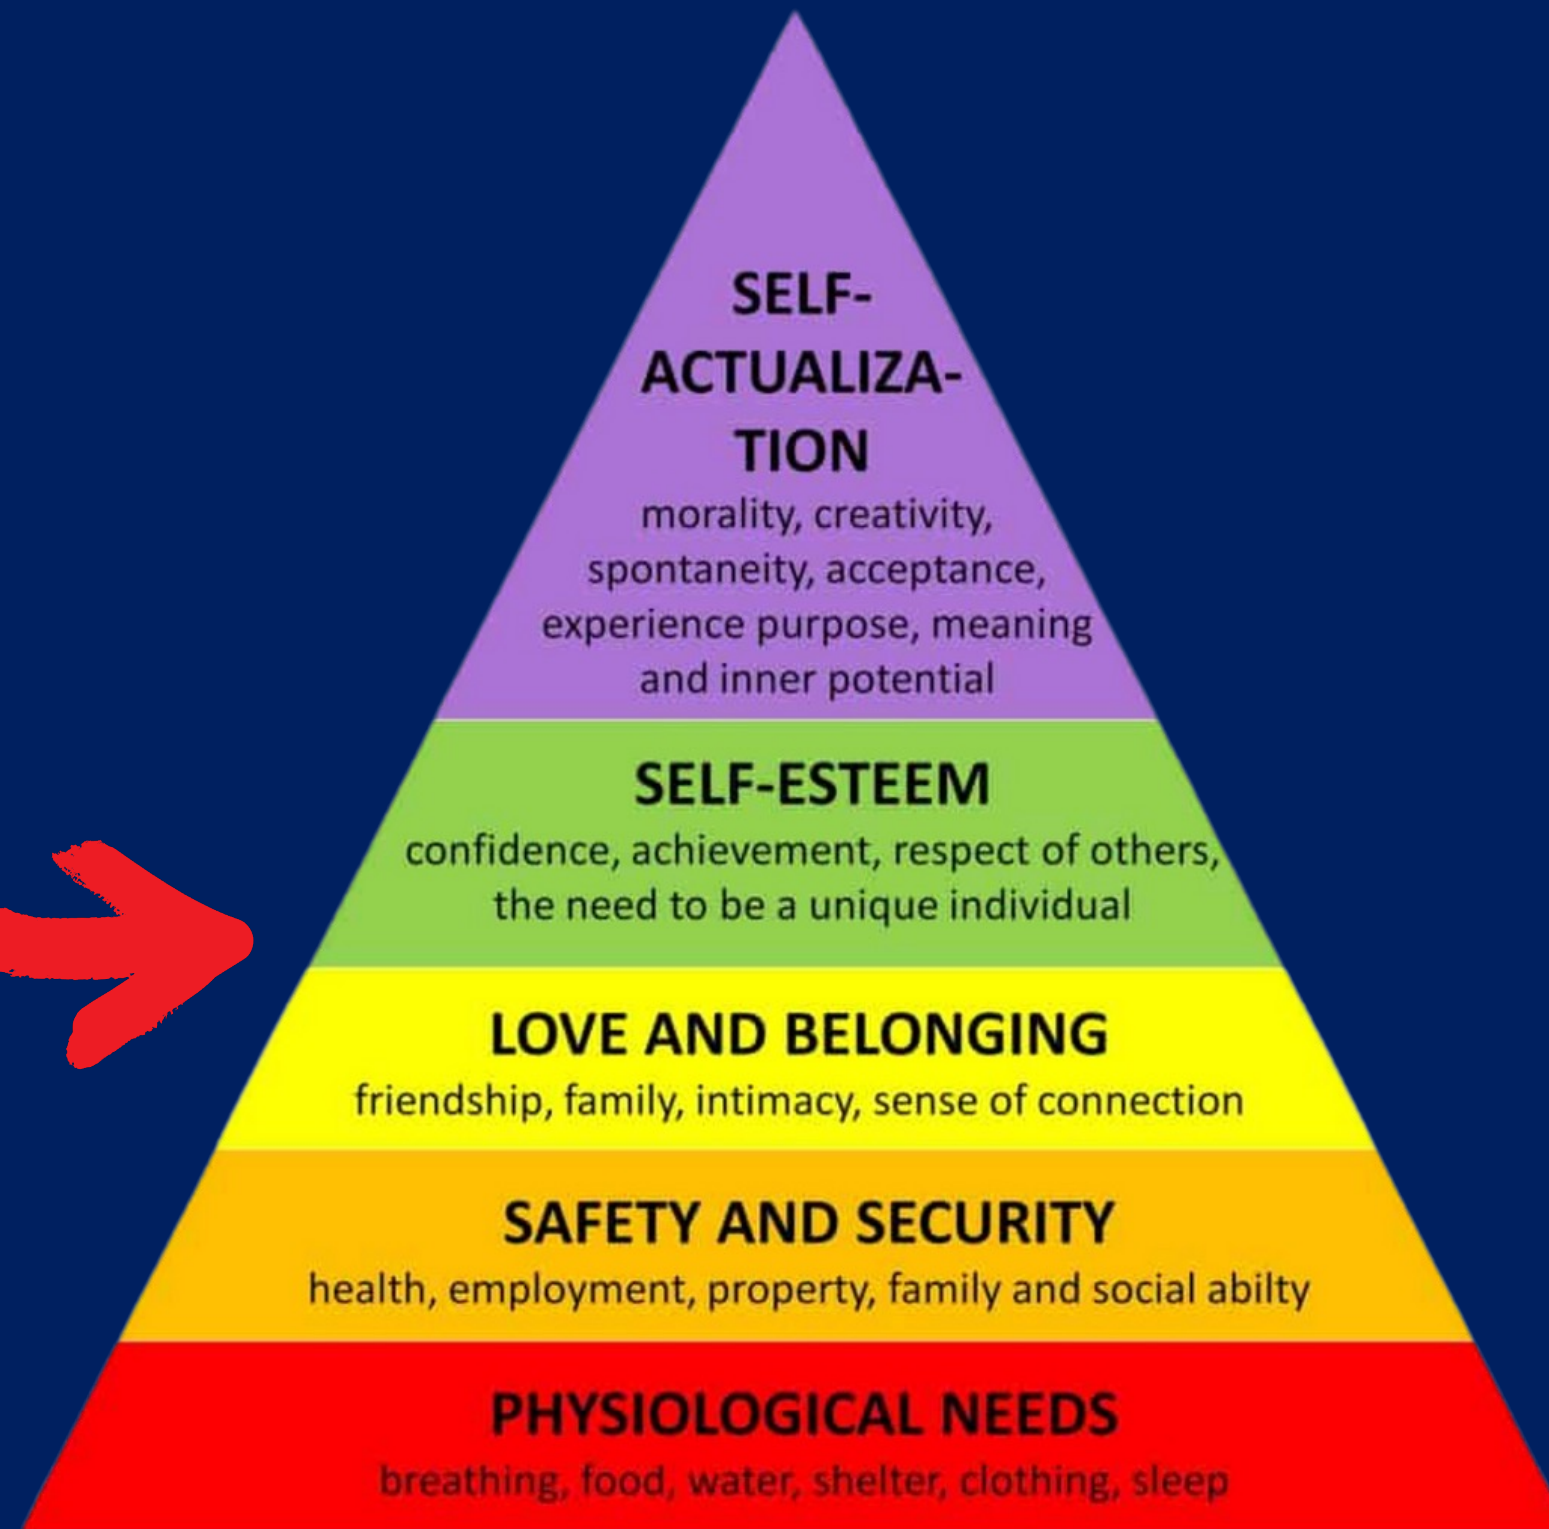 SELF-
ACTUALIZA-
TION
morality, creativity,
spontaneity, acceptance,
experience purpose, meaning
and inner potential
SELF-ESTEEM
confidence, achievement, respect of others,
the need to be a unique individual
LOVE AND BELONGING
friendship, family, intimacy, sense of connection
SAFETY AND SECURITY
health, employment, property, family and social abilty
PHYSIOLOGICAL NEEDS
breathing, food, water, shelter, clothing, sleep